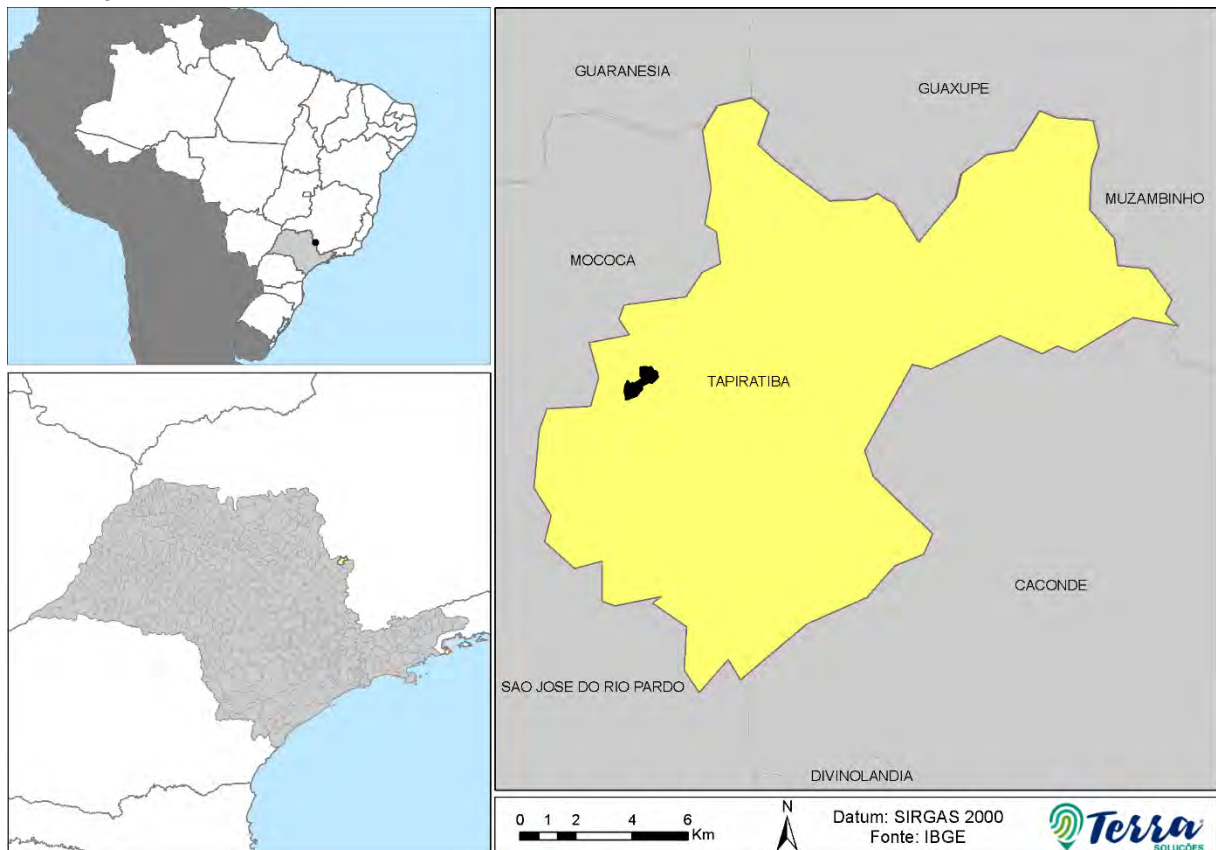 GUARANESIA
GUAXUPE
MUZAMBINHO
MOCOCA
TAPIRATIBA
CACONDE
SAO JOSE DO RIO PARDO
DIVINOLANDIA
0 1 2 4 6
Km
N
Datum: SIRGAS 2000
Fonte: IBGE
Terra
SOLUÇÕES